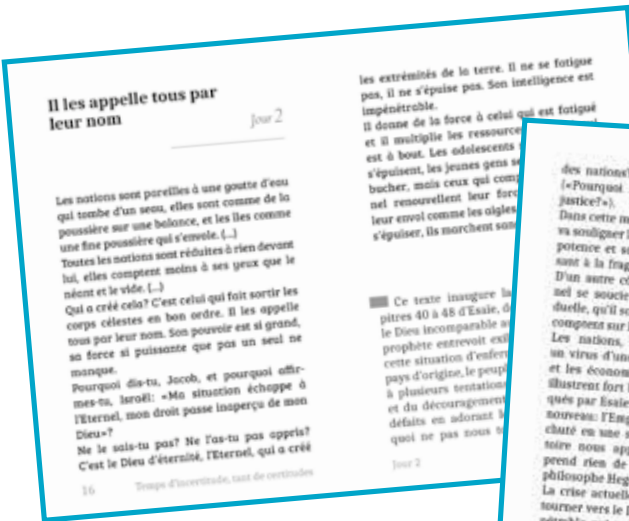 Il les appelle tous par
leur nom
Jour 2
Les nations sont pareilles à une goutte d'eau
qui tombe d'un seau, elles sont comme de la
poussière sur une balance, et les îles comme
une fine poussière qui s'envole. (...)
Toutes les nations sont réduites à rien devant
lui, elles comptent moins à ses yeux que le
néant et le vide. (...)
Qui a créé cela? C'est celui qui fait sortir les
corps célestes en bon ordre. Il les appelle
tous par leur nom. Son pouvoir est si grand,
sa force si puissante que pas un seul ne
manque.
Pourquoi dis-tu, Jacob, et pourquoi affir-
mes-tu, Israël: «Ma situation échappe à
l'Eternel, mon droit passe inaperçu de mon
Dieu»?
Ne le sais-tu pas? Ne l'as-tu pas appris?
C'est le Dieu d'éternité, l'Eternel, qui a créé
16 Temps d'incertitude, tant de certitudes
les extrémités de la terre. Il ne se fatigue
pas, il ne s'épuise pas. Son intelligence est
impénétrable.
Il donne de la force à celui qui est fatigué
et il multiplie les ressource
est à bout. Les adolescents
s'épuisent, les jeunes gens se
bucher, mais ceux qui comp
nel renouvellent leur forc
leur envol comme les aigles
s'épuiser, ils marchent san
Ce texte inaugure la
pitres 40 à 48 d'Esaïe, d
le Dieu incomparable a
prophète entrevoit exil
cette situation d'enfer
pays d'origine, le peupl
à plusieurs tentation
et du découragement
défaits en adorant l
quoi ne pas nous t
Jour 2
des nations
(«Pourquoi
justice?»).
Dans cette m
va souligner l
potence et s
sant à la frag
D'un autre cô
nel se soucie
duelle, qu'il so
comptent sur l
Les nations,
un virus d'un
et les économ
illustrent fort
qués par Esaïe
nouveau: l'Em
chuté en une s
toire nous app
prend rien de
philosophe Heg
La crise actuell
tourner vers le D